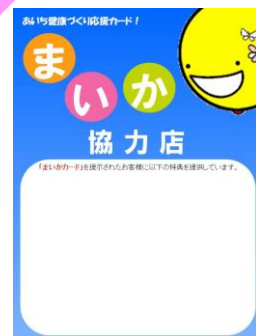 あいち健康づくり応援カード！
まいか
協力店
「まいかカード」を提示されたお客様に以下の特典を提供しています。